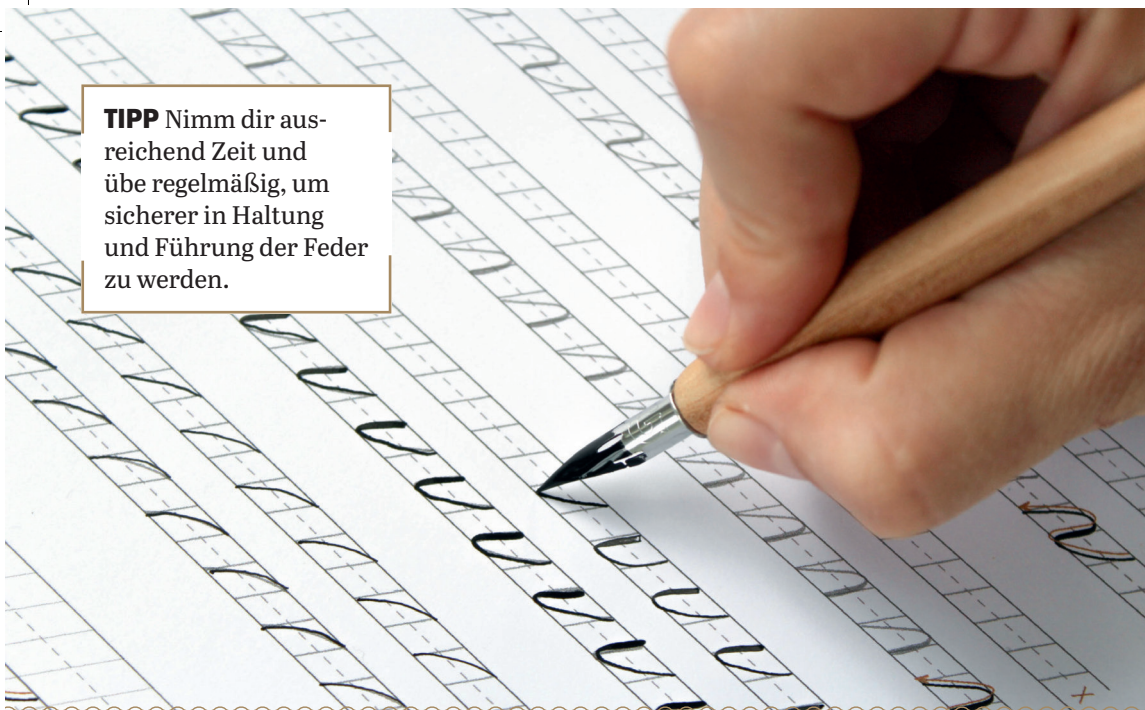 TIPP Nimm dir aus-
reichend Zeit und
übe regelmäßig, um
sicherer in Haltung
und Führung der Feder
zu werden.